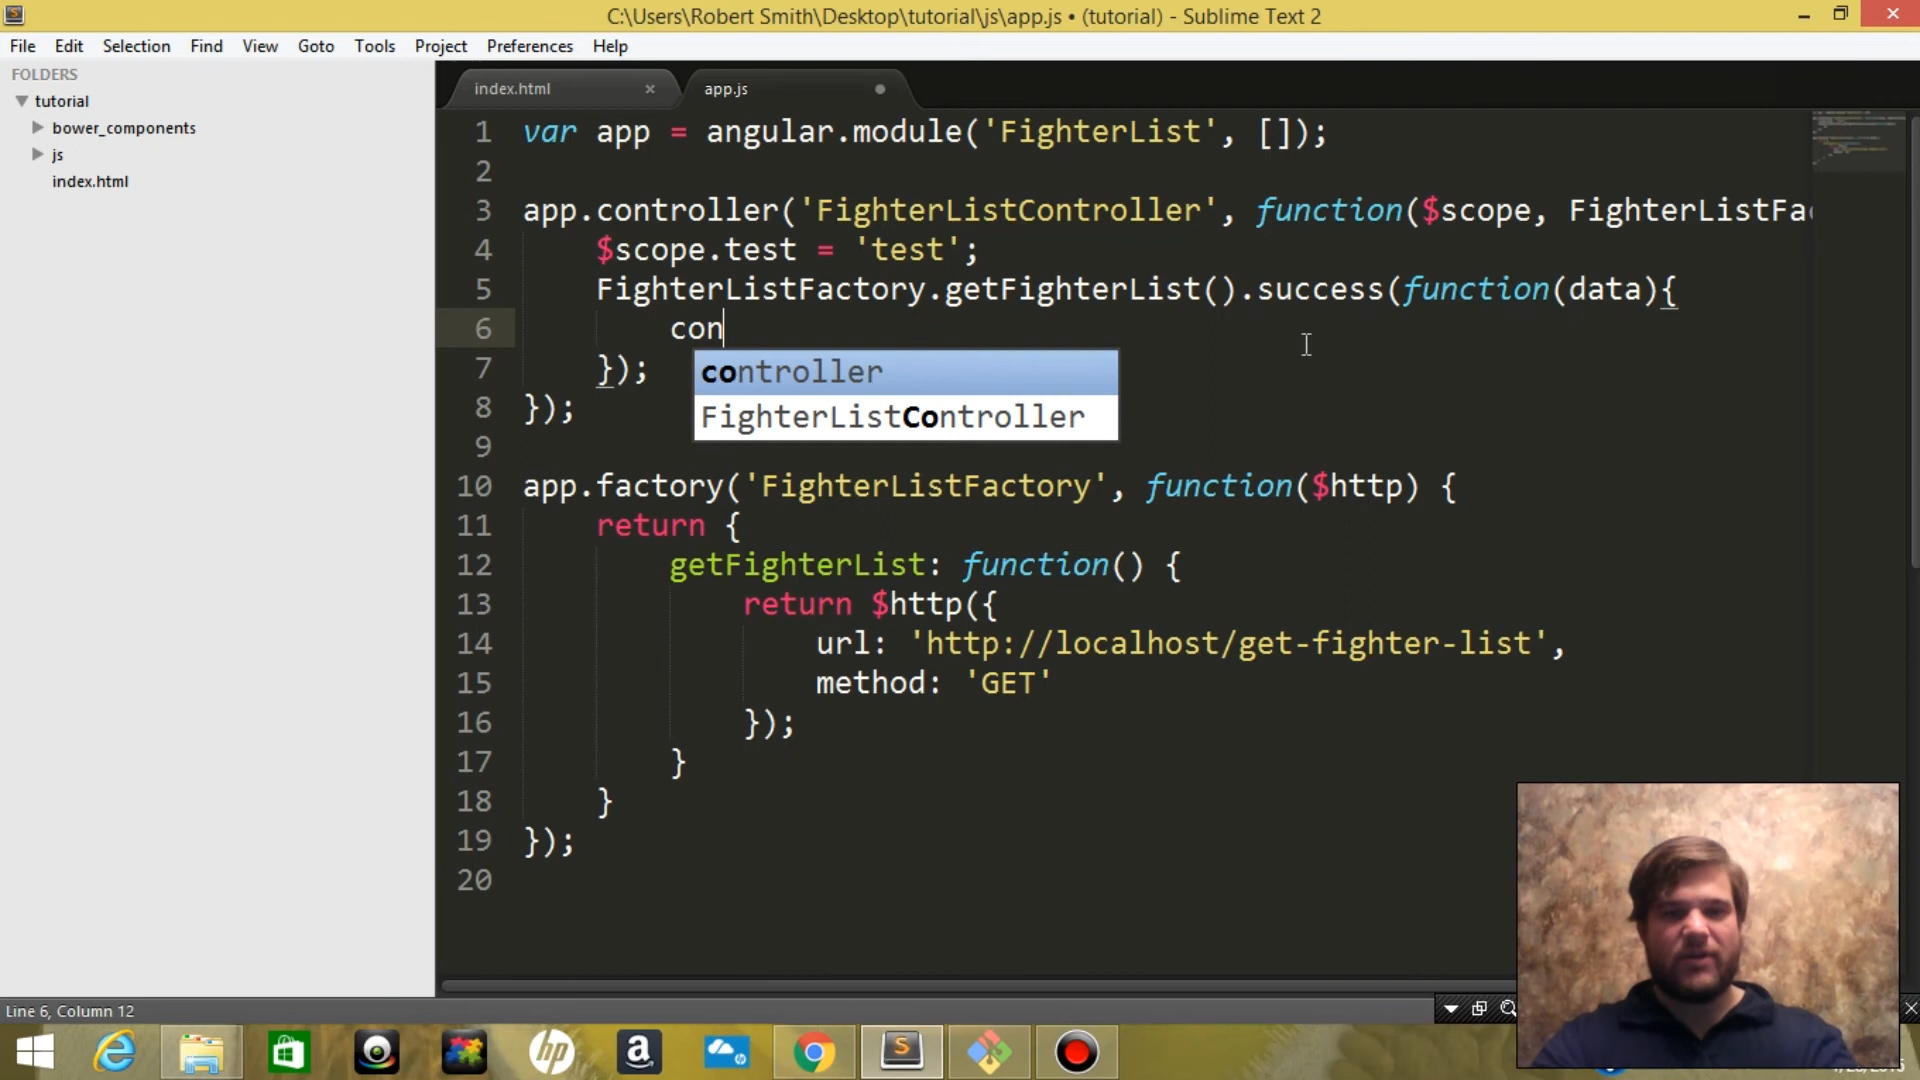 C:\Users\Robert Smith\Desktop\tutorial\js\app.js • (tutorial) - Sublime Text 2
File Edit Selection Find View Goto Tools Project Preferences Help
FOLDERS
tutorial
bower_components
js
index.html
index.html × app.js
1 var app = angular.module('FighterList', []);
2
3 app.controller('FighterListController', function($scope, FighterListFac
4 $scope.test = 'test';
5 FighterListFactory.getFighterList().success(function(data){
6 con
controller
FighterListController
7 });
8 });
9
10 app.factory('FighterListFactory', function($http) {
11 return {
12 getFighterList: function() {
13 return $http({
14 url: 'http://localhost/get-fighter-list',
15 method: 'GET'
16 });
17 }
18 }
19 });
20
Line 6, Column 12
hp
a
S